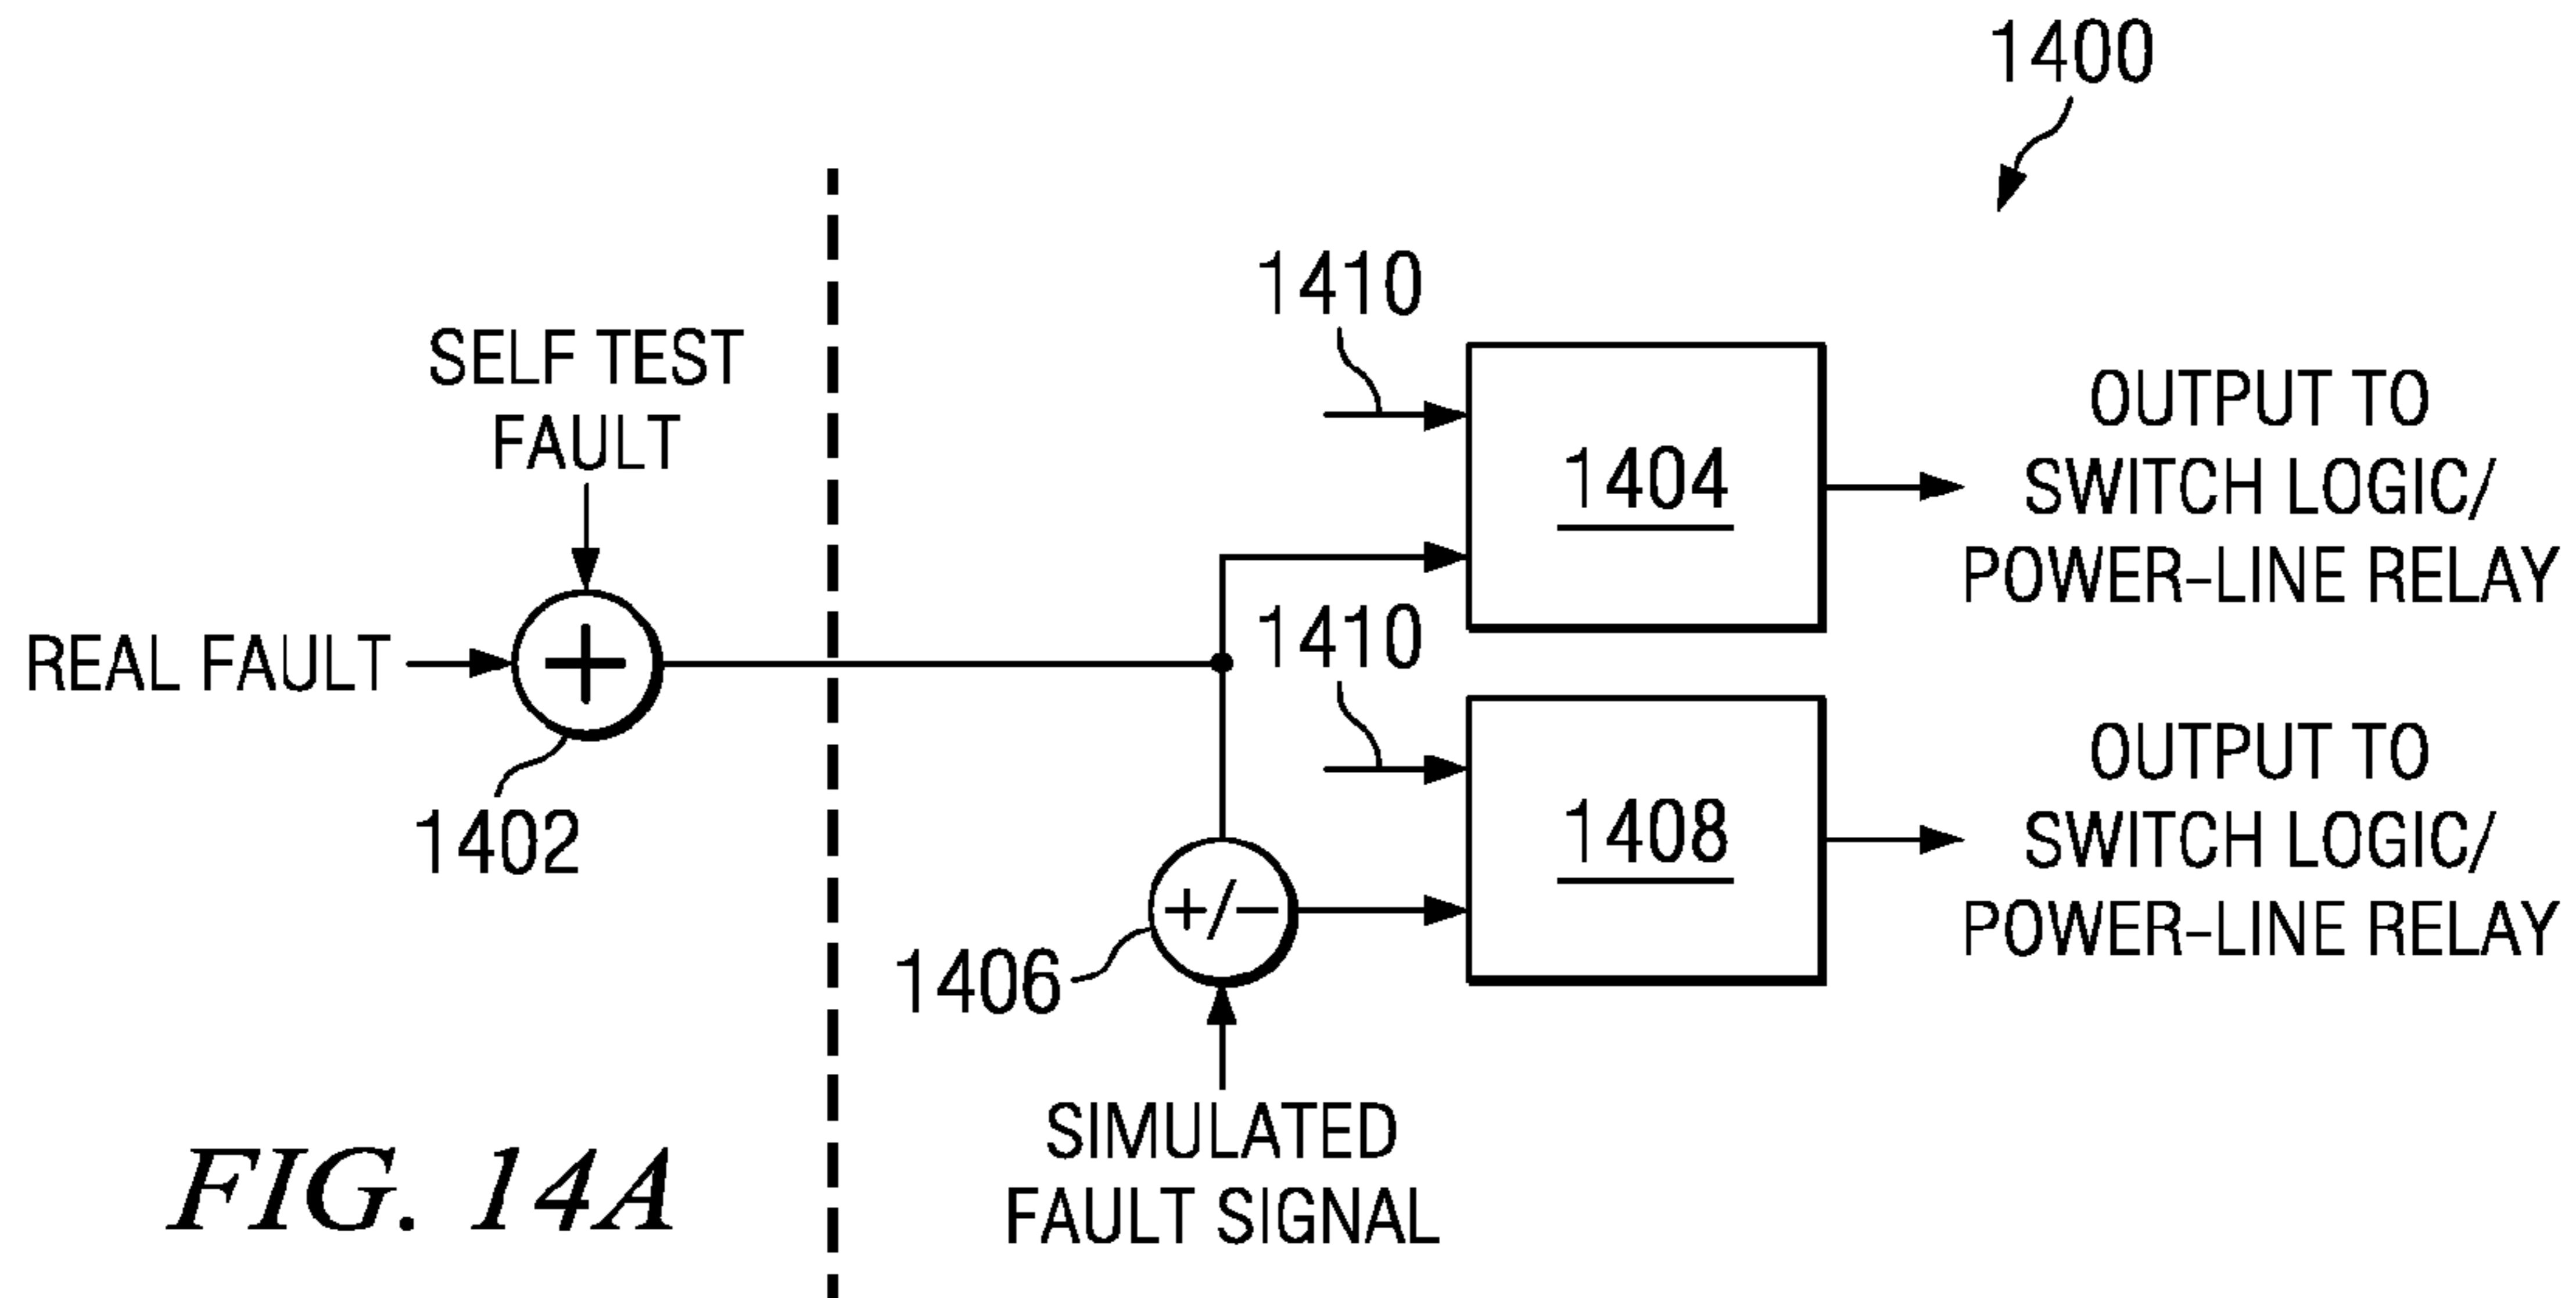 1400
1410
SELF TEST
FAULT
1404
OUTPUT TO
SWITCH LOGIC/
POWER-LINE RELAY
REAL FAULT
+
1402
1410
1408
OUTPUT TO
SWITCH LOGIC/
POWER-LINE RELAY
+/−
1406
SIMULATED
FAULT SIGNAL
FIG. 14A